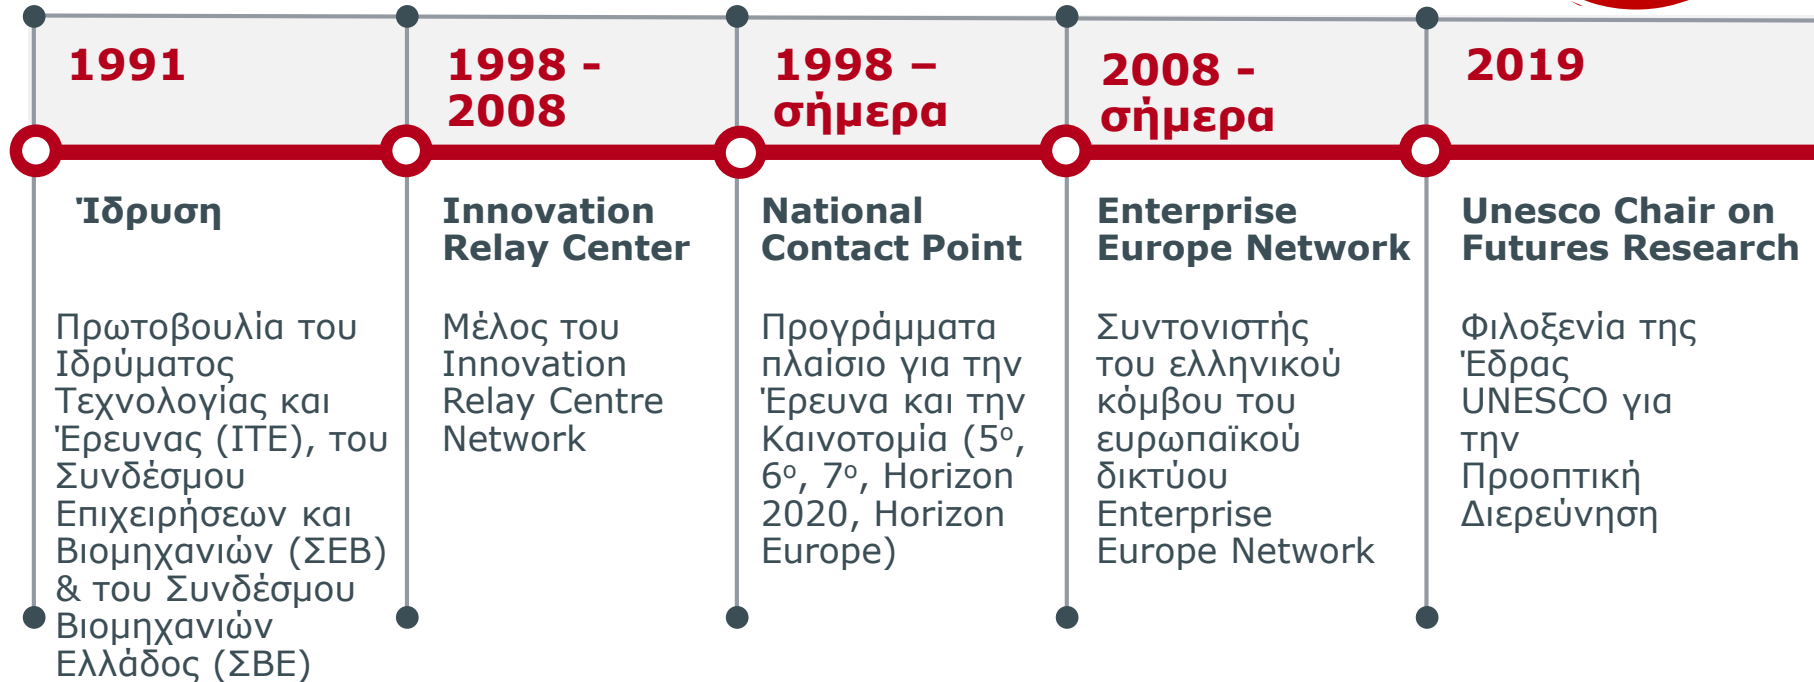 1991
Ίδρυση
Πρωτοβουλία του
Ιδρύματος
Τεχνολογίας και
Έρευνας (ΙΤΕ), του
Συνδέσμου
Επιχειρήσεων και
Βιομηχανιών (ΣΕΒ)
& του Συνδέσμου
Βιομηχανιών
Ελλάδος (ΣΒΕ)
1998 -
2008
Innovation
Relay Center
Μέλος του
Innovation
Relay Centre
Network
1998 –
σήμερα
National
Contact Point
Προγράμματα
πλαίσιο για την
Έρευνα και την
Καινοτομία (5ο,
6ο, 7ο, Horizon
2020, Horizon
Europe)
2008 -
σήμερα
Enterprise
Europe Network
Συντονιστής
του ελληνικού
κόμβου του
ευρωπαϊκού
δικτύου
Enterprise
Europe Network
2019
Unesco Chair on
Futures Research
Φιλοξενία της
Έδρας
UNESCO για
την
Προοπτική
Διερεύνηση